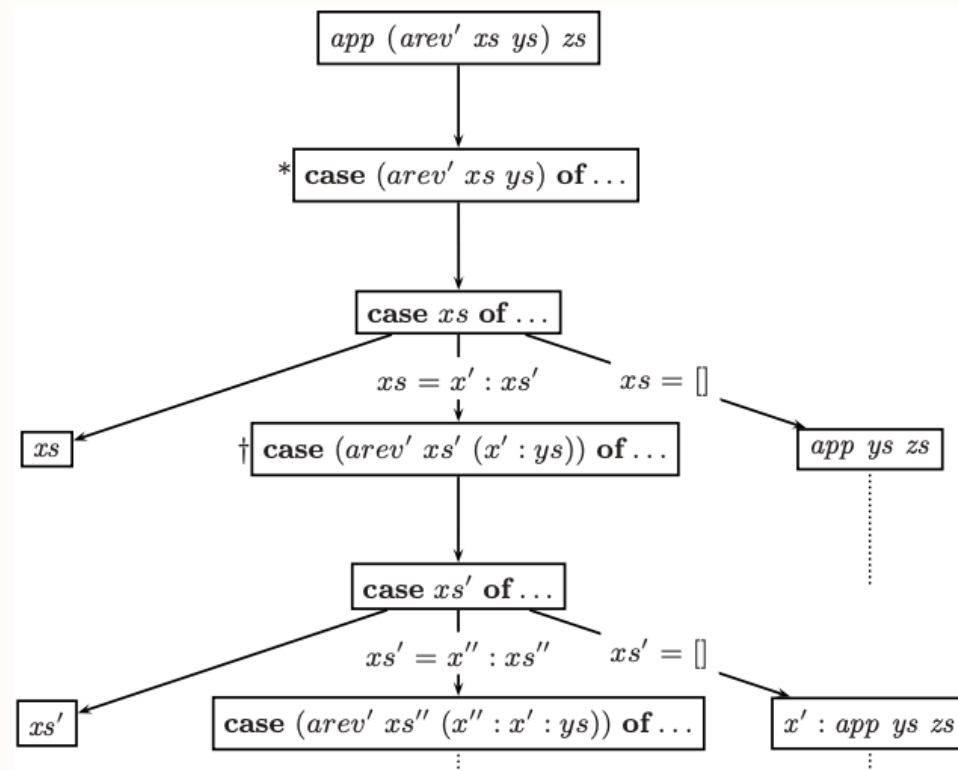 app (arev′ xs ys) zs
* case (arev′ xs ys) of …
case xs of …
xs = x′ : xs′
xs = []
xs
† case (arev′ xs′ (x′ : ys)) of …
app ys zs
case xs′ of …
xs′ = x″ : xs″
xs′ = []
xs′
case (arev′ xs″ (x″ : x′ : ys)) of …
x′ : app ys zs